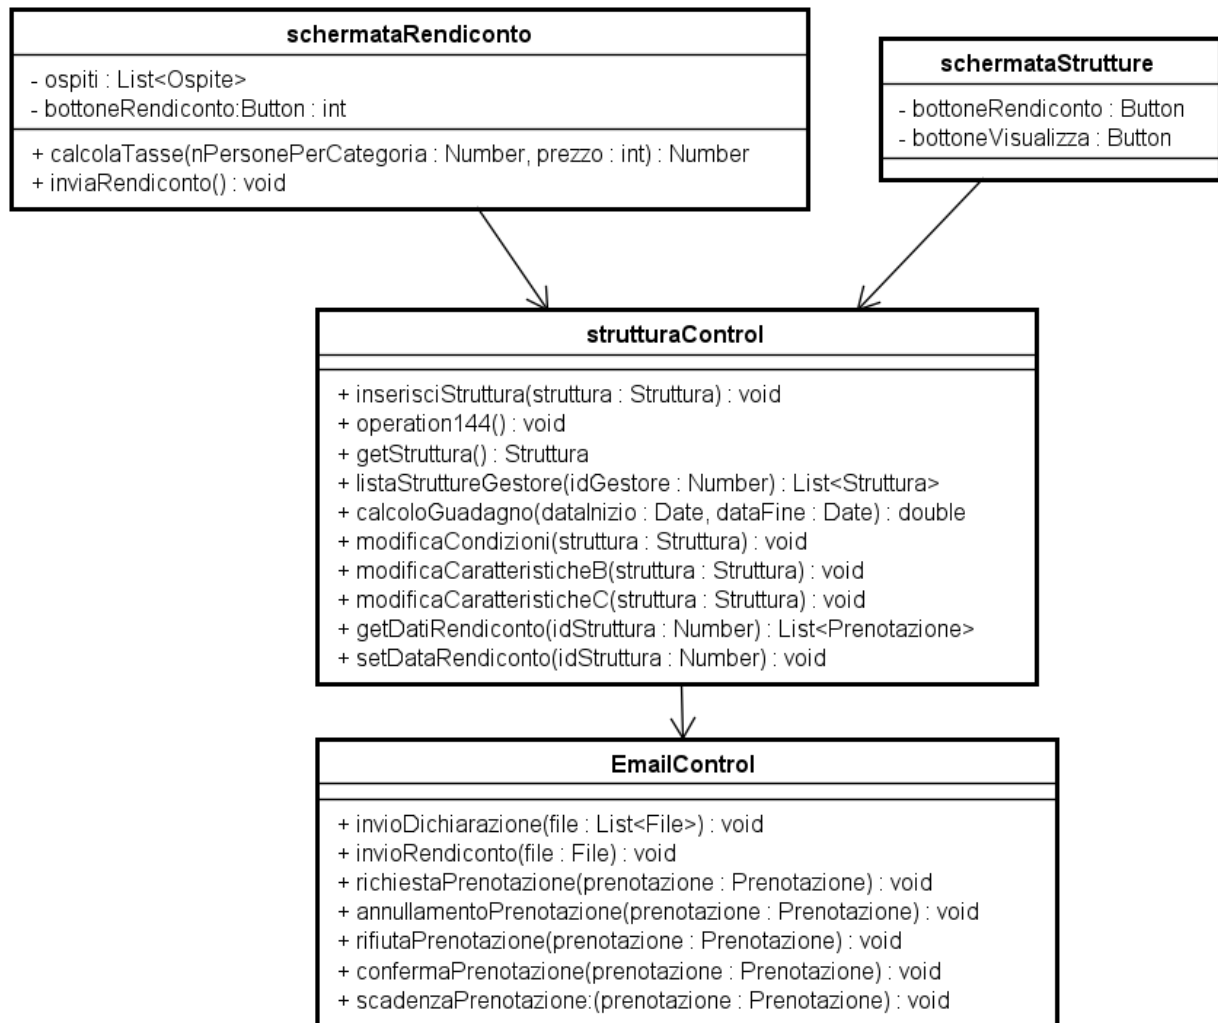 schermataRendiconto
- ospiti : List<Ospite>
- bottoneRendiconto:Button : int
+ calcolaTasse(nPersonePerCategoria : Number, prezzo : int) : Number
+ inviaRendiconto() : void
schermataStrutture
- bottoneRendiconto : Button
- bottoneVisualizza : Button
strutturaControl
+ inserisciStruttura(struttura : Struttura) : void
+ operation144() : void
+ getStruttura() : Struttura
+ listaStruttureGestore(idGestore : Number) : List<Struttura>
+ calcoloGuadagno(dataInizio : Date, dataFine : Date) : double
+ modificaCondizioni(struttura : Struttura) : void
+ modificaCaratteristicheB(struttura : Struttura) : void
+ modificaCaratteristicheC(struttura : Struttura) : void
+ getDatiRendiconto(idStruttura : Number) : List<Prenotazione>
+ setDataRendiconto(idStruttura : Number) : void
EmailControl
+ invioDichiarazione(file : List<File>) : void
+ invioRendiconto(file : File) : void
+ richiestaPrenotazione(prenotazione : Prenotazione) : void
+ annullamentoPrenotazione(prenotazione : Prenotazione) : void
+ rifiutaPrenotazione(prenotazione : Prenotazione) : void
+ confermaPrenotazione(prenotazione : Prenotazione) : void
+ scadenzaPrenotazione:(prenotazione : Prenotazione) : void